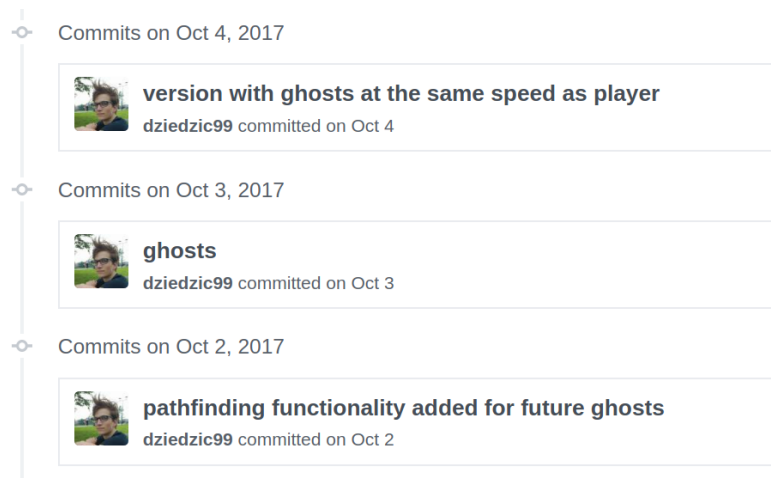 Commits on Oct 4, 2017
version with ghosts at the same speed as player
dziedzic99 committed on Oct 4
Commits on Oct 3, 2017
ghosts
dziedzic99 committed on Oct 3
Commits on Oct 2, 2017
pathfinding functionality added for future ghosts
dziedzic99 committed on Oct 2